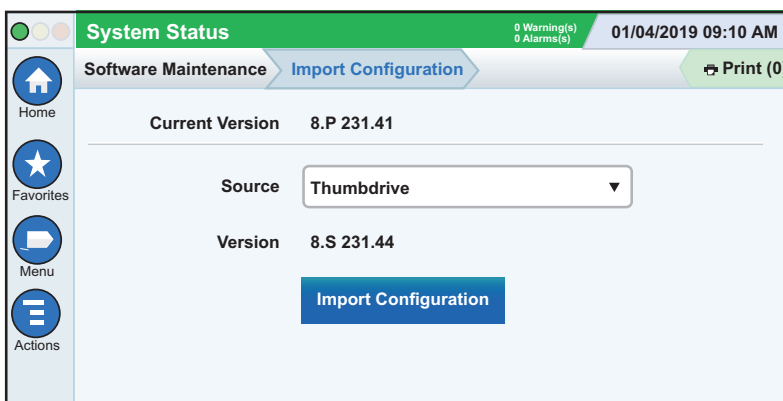 System Status
0 Warning(s)
0 Alarms(s)
01/04/2019 09:10 AM
Software Maintenance
Import Configuration
Print (0
Home
Current Version 8.P 231.41
Favorites
Source Thumbdrive
Version 8.S 231.44
Menu
Import Configuration
Actions